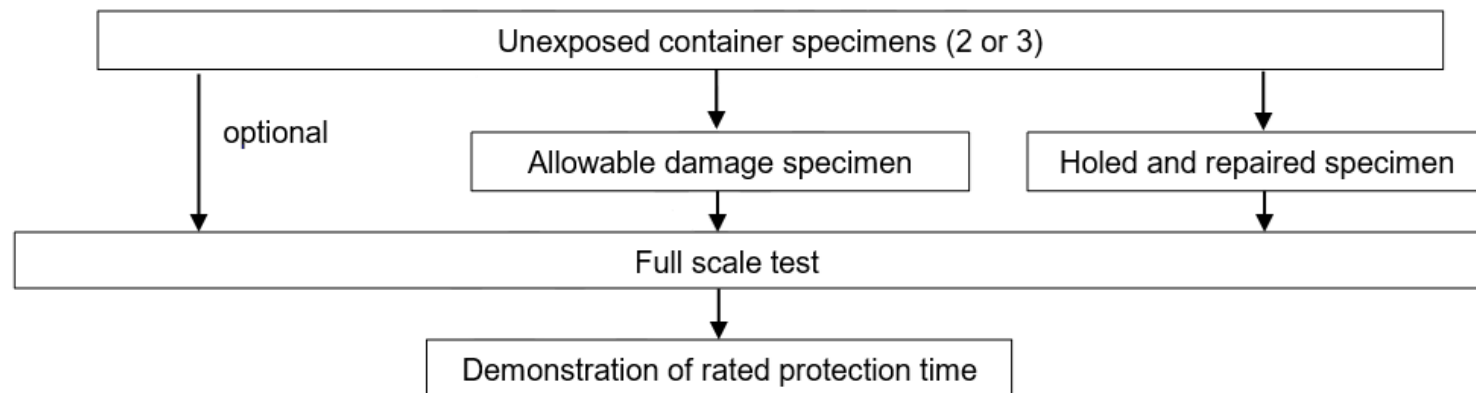 Unexposed container specimens (2 or 3)
optional
Allowable damage specimen
Holed and repaired specimen
Full scale test
Demonstration of rated protection time